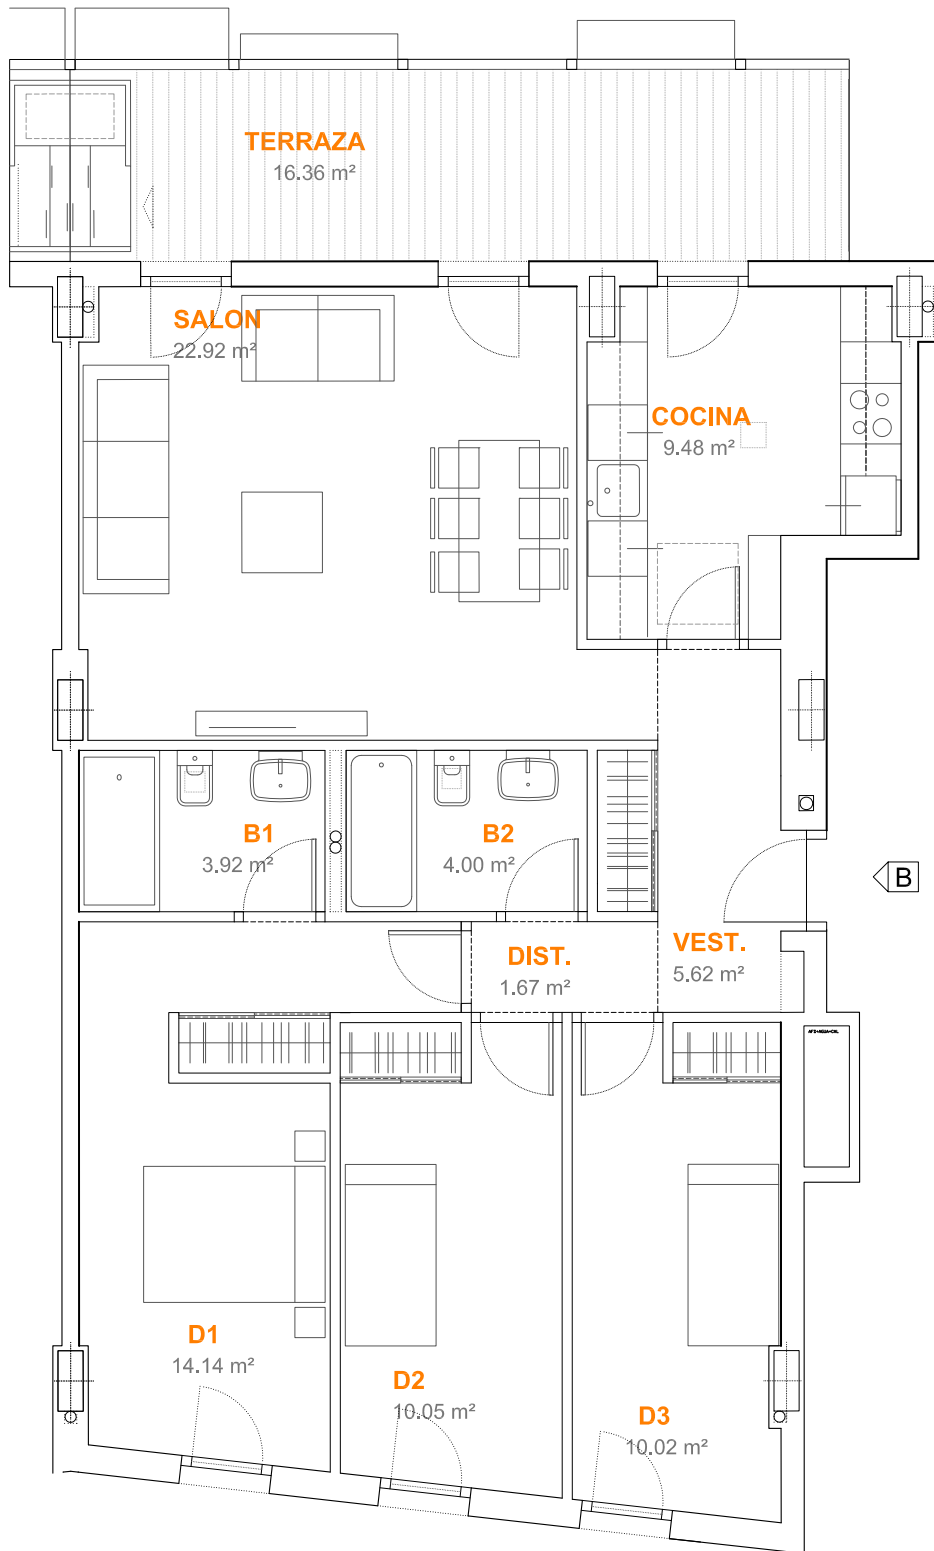 TERRAZA
16.36 m²
SALON
22.92 m²
COCINA
9.48 m²
B1
3.92 m²
B2
4.00 m²
B
DIST.
1.67 m²
VEST.
5.62 m²
D1
14.14 m²
D2
10.05 m²
D3
10.02 m²